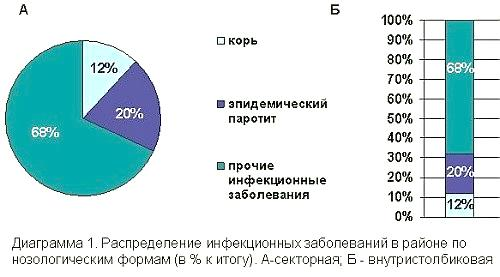 А
12%
20%
68%
корь
эпидемический
паротит
прочие
инфекционные
заболевания
Б
100%
90%
80%
70%
60%
50%
40%
30%
20%
10%
0%
68%
20%
12%
Диаграмма 1. Распределение инфекционных заболеваний в районе по
нозологическим формам (в % к итогу). А-секторная; Б - внутристолбиковая